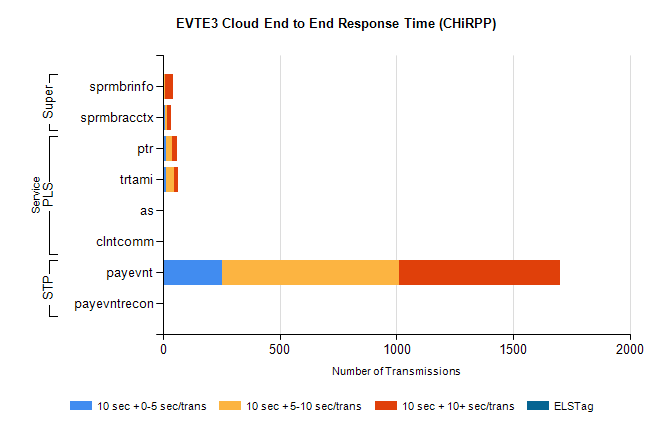 EVTE3 Cloud End to End Response Time (CHiRPP)
Service
Super
sprmbrinfo
sprmbracctx
PLS
ptr
trtami
as
clntcomm
STP
payevnt
payevntrecon
0 500 1000 1500 2000
Number of Transmissions
10 sec +0-5 sec/trans 10 sec +5-10 sec/trans 10 sec + 10+ sec/trans ELSTag